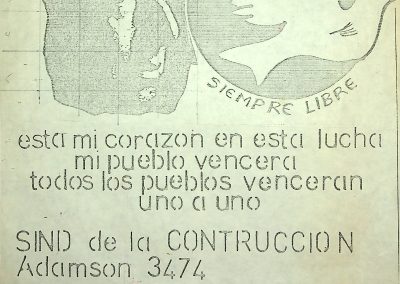 SIEMPRE LIBRE
esta mi corazon en esta lucha
mi pueblo vencera
todos los pueblos venceran
uno a uno
SIND de la CONTRUCCION
Adamson 3474